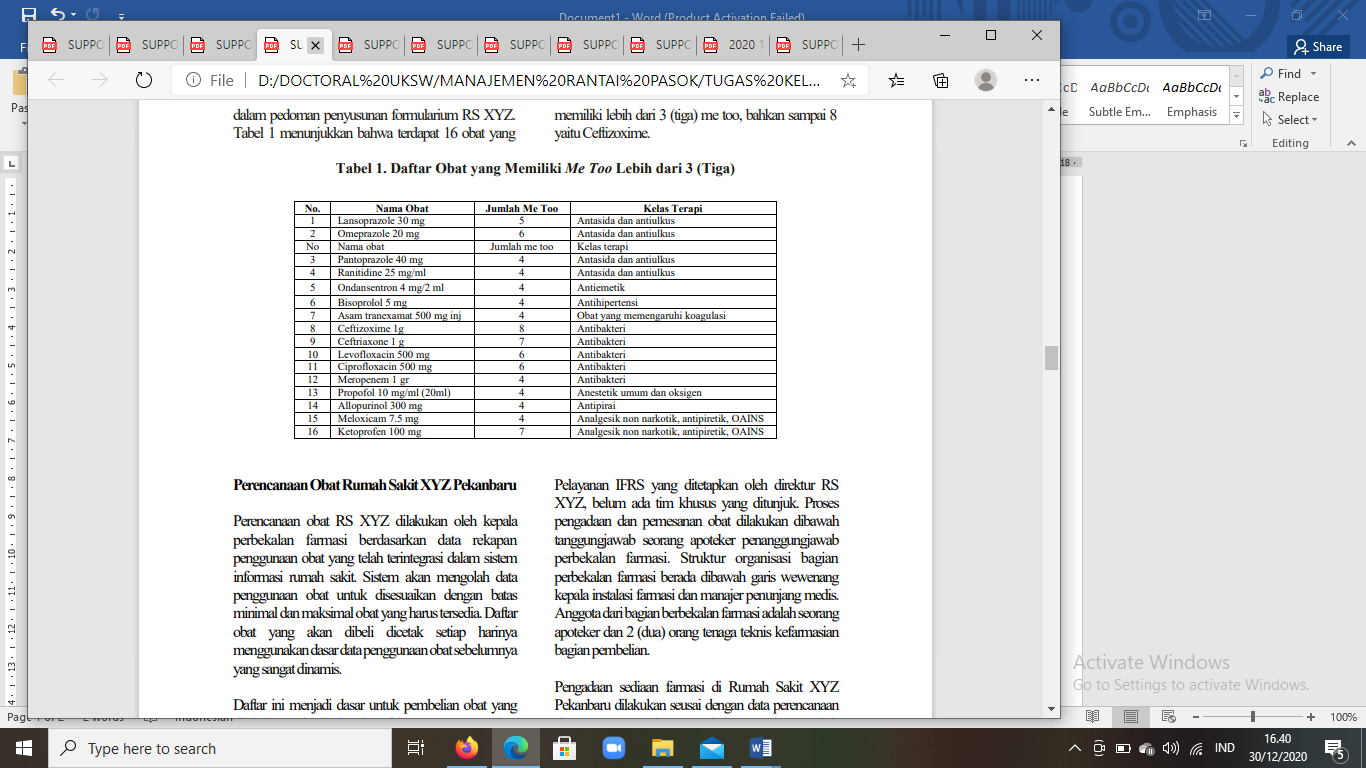 Document1 - Word (Product Activation Failed)
SUPPO SUPPO SUPPO SU SUPPO SUPPO SUPPO SUPPO SUPPO 2020 1 SUPPO
File D:/DOCTORAL%20UKSW/MANAJEMEN%20RANTAI%20PASOK/TUGAS%20KEL...
Share
Pas
AaBbCcDc AaBbCcDc
Subtle Em... Emphasis
Find
Replace
Select
Editing
18
dalam pedoman penyusunan formularium RS XYZ.
Tabel 1 menunjukkan bahwa terdapat 16 obat yang
memiliki lebih dari 3 (tiga) me too, bahkan sampai 8
yaitu Ceftizoxime.
Tabel 1. Daftar Obat yang Memiliki Me Too Lebih dari 3 (Tiga)
No. Nama Obat Jumlah Me Too Kelas Terapi
1 Lansoprazole 30 mg 5 Antasida dan antiulkus
2 Omeprazole 20 mg 6 Antasida dan antiulkus
No Nama obat Jumlah me too Kelas terapi
3 Pantoprazole 40 mg 4 Antasida dan antiulkus
4 Ranitidine 25 mg/ml 4 Antasida dan antiulkus
5 Ondansentron 4 mg/2 ml 4 Antiemetik
6 Bisoprolol 5 mg 4 Antihipertensi
7 Asam tranexamat 500 mg inj 4 Obat yang memengaruhi koagulasi
8 Ceftizoxime 1g 8 Antibakteri
9 Ceftriaxone 1 g 7 Antibakteri
10 Levofloxacin 500 mg 6 Antibakteri
11 Ciprofloxacin 500 mg 6 Antibakteri
12 Meropenem 1 gr 4 Antibakteri
13 Propofol 10 mg/ml (20ml) 4 Anestetik umum dan oksigen
14 Allopurinol 300 mg 4 Antipirai
15 Meloxicam 7.5 mg 4 Analgesik non narkotik, antipiretik, OAINS
16 Ketoprofen 100 mg 7 Analgesik non narkotik, antipiretik, OAINS
Perencanaan Obat Rumah Sakit XYZ Pekanbaru
Perencanaan obat RS XYZ dilakukan oleh kepala
perbekalan farmasi berdasarkan data rekapan
penggunaan obat yang telah terintegrasi dalam sistem
informasi rumah sakit. Sistem akan mengolah data
penggunaan obat untuk disesuaikan dengan batas
minimal dan maksimal obat yang harus tersedia. Daftar
obat yang akan dibeli dicetak setiap harinya
menggunakan dasar data penggunaan obat sebelumnya
yang sangat dinamis.
Daftar ini menjadi dasar untuk pembelian obat yang
Pelayanan IFRS yang ditetapkan oleh direktur RS
XYZ, belum ada tim khusus yang ditunjuk. Proses
pengadaan dan pemesanan obat dilakukan dibawah
tanggungjawab seorang apoteker penanggungjawab
perbekalan farmasi. Struktur organisasi bagian
perbekalan farmasi berada dibawah garis wewenang
kepala instalasi farmasi dan manajer penunjang medis.
Anggota dari bagian berbekalan farmasi adalah seorang
apoteker dan 2 (dua) orang tenaga teknis kefarmasian
bagian pembelian.
Pengadaan sediaan farmasi di Rumah Sakit XYZ
Pekanbaru dilakukan seusai dengan data perencanaan
Activate Windows
Go to Settings to activate Windows.
100%
Type here to search
IND
16.40
30/12/2020
5